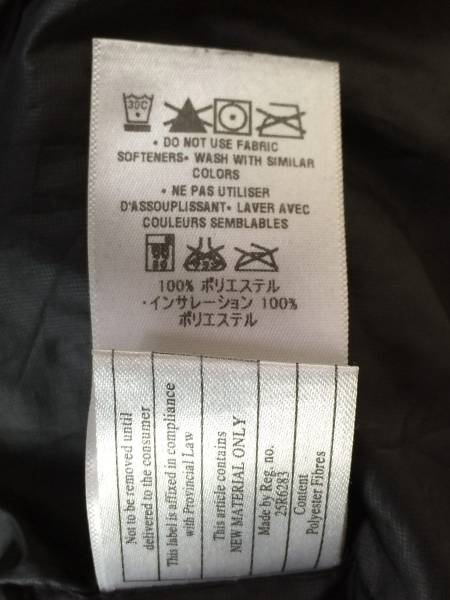 30C
• DO NOT USE FABRIC
SOFTENERS• WASH WITH SIMILAR
COLORS
• NE PAS UTILISER
D'ASSOUPLISSANT• LAVER AVEC
COULEURS SEMBLABLES
100% ポリエステル
・インサレーション 100%
ポリエステル
Not to be removed until
delivered to the consumer
This label is affixed in compliance
with Provincial Law
This article contains
NEW MATERIAL ONLY
Made by Reg. no.
25R6283
Content
Polyester Fibres